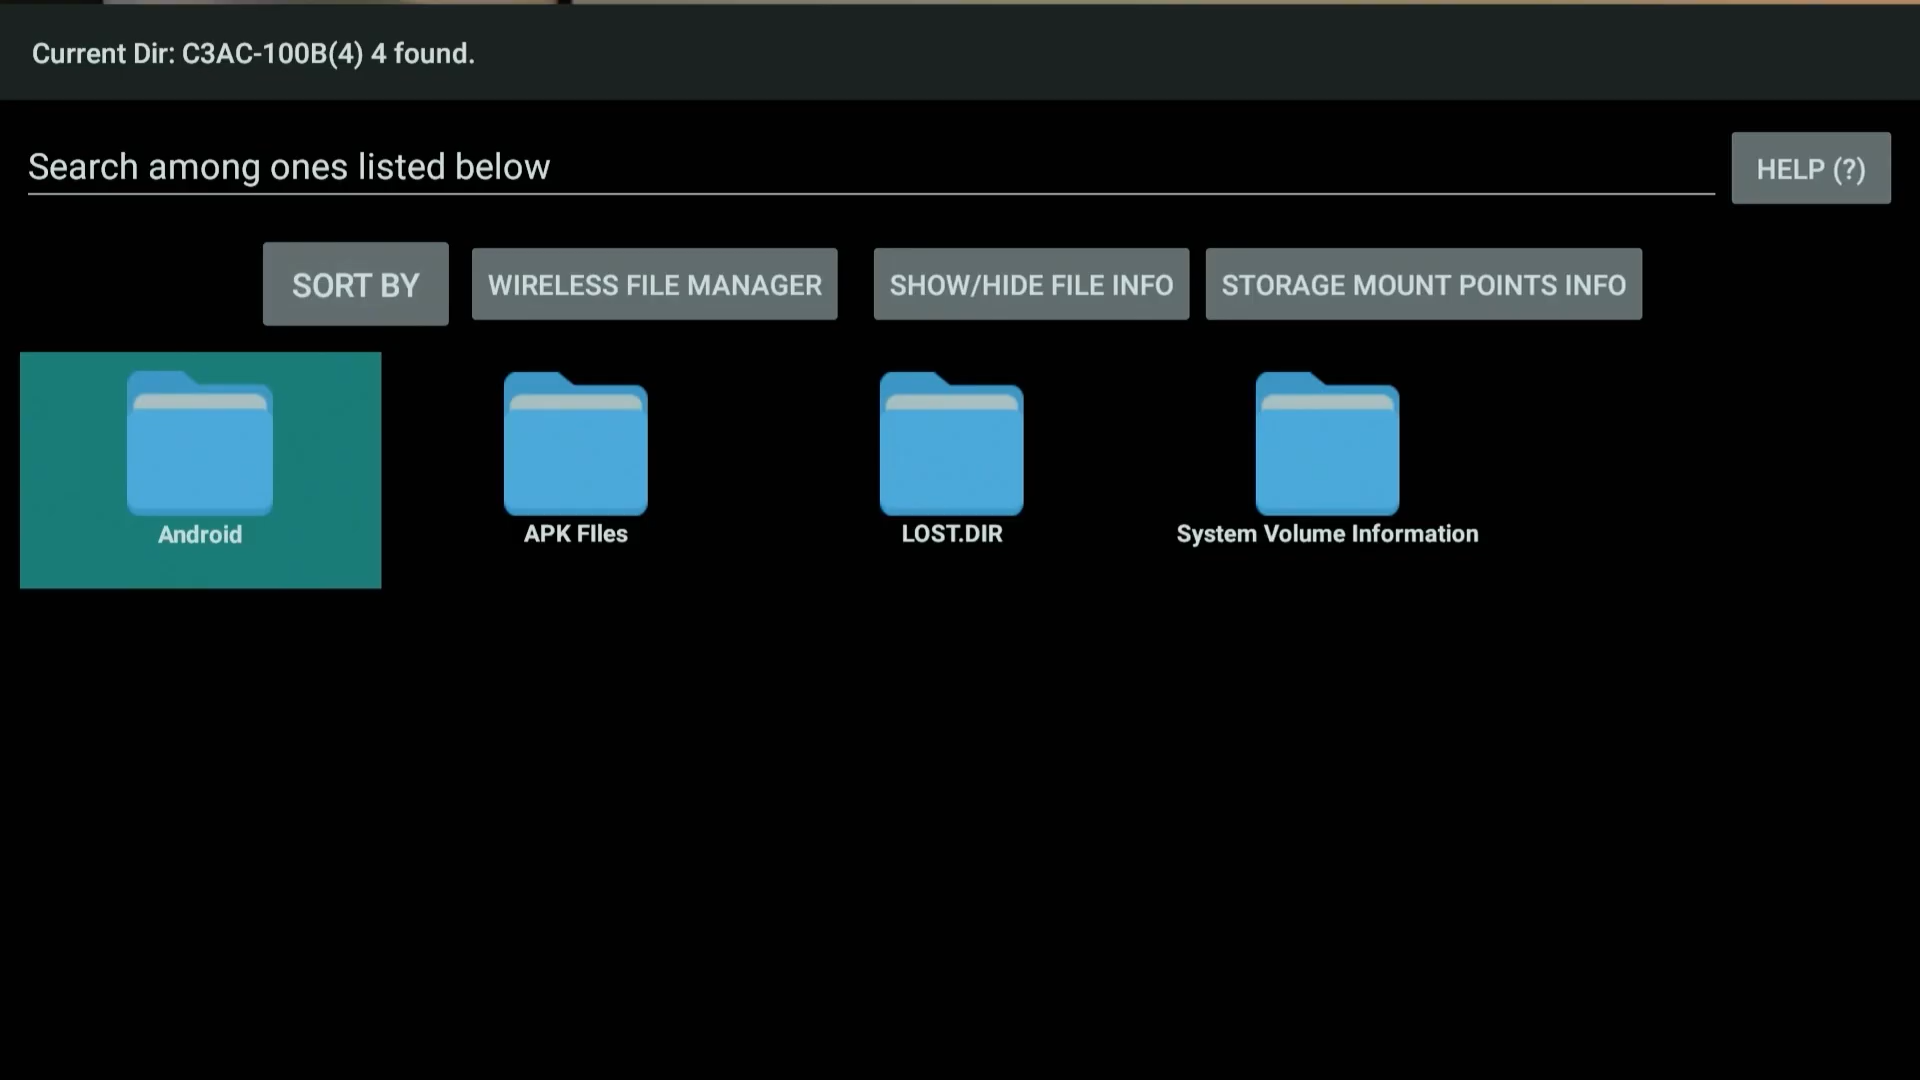 Current Dir: C3AC-100B(4) 4 found.
Search among ones listed below
HELP (?)
SORT BY
WIRELESS FILE MANAGER
SHOW/HIDE FILE INFO
STORAGE MOUNT POINTS INFO
Android
APK FIles
LOST.DIR
System Volume Information